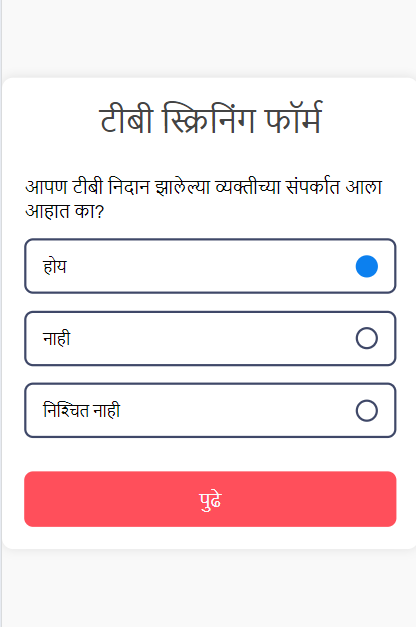 टीबी स्क्रिनिंग फॉर्म
आपण टीबी निदान झालेल्या व्यक्तीच्या संपर्कात आला
आहात का?
होय
नाही
निश्चित नाही
पुढे